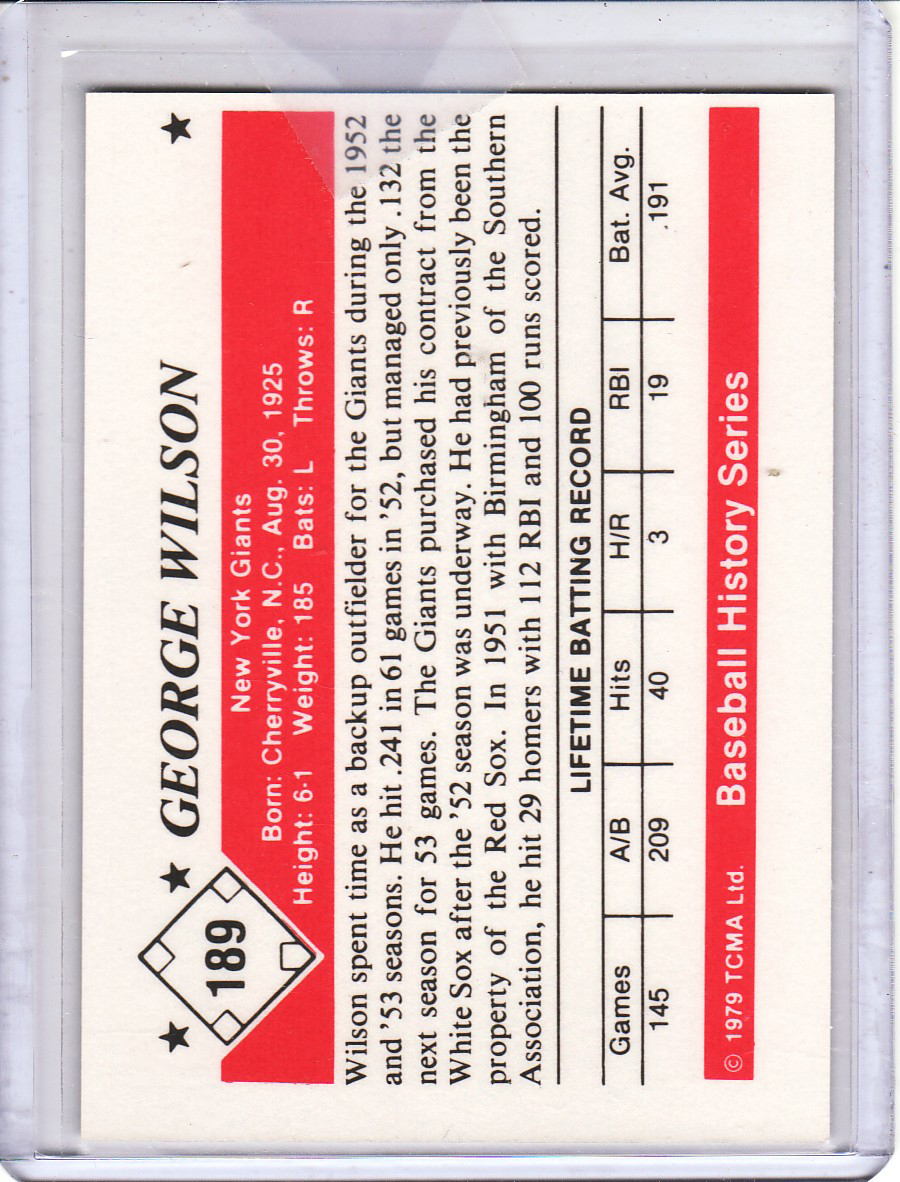 GEORGE WILSON
189
New York Giants
Born: Cherryville, N.C., Aug. 30, 1925
Height: 6-1 Weight: 185 Bats: L Throws: R
Wilson spent time as a backup outfielder for the Giants during the 1952
and '53 seasons. He hit .241 in 61 games in '52, but managed only .132 the
next season for 53 games. The Giants purchased his contract from the
White Sox after the '52 season was underway. He had previously been the
property of the Red Sox. In 1951 with Birmingham of the Southern
Association, he hit 29 homers with 112 RBI and 100 runs scored.
LIFETIME BATTING RECORD
Games A/B Hits H/R RBI Bat. Avg.
145 209 40 3 19 .191
© 1979 TCMA Ltd. Baseball History Series